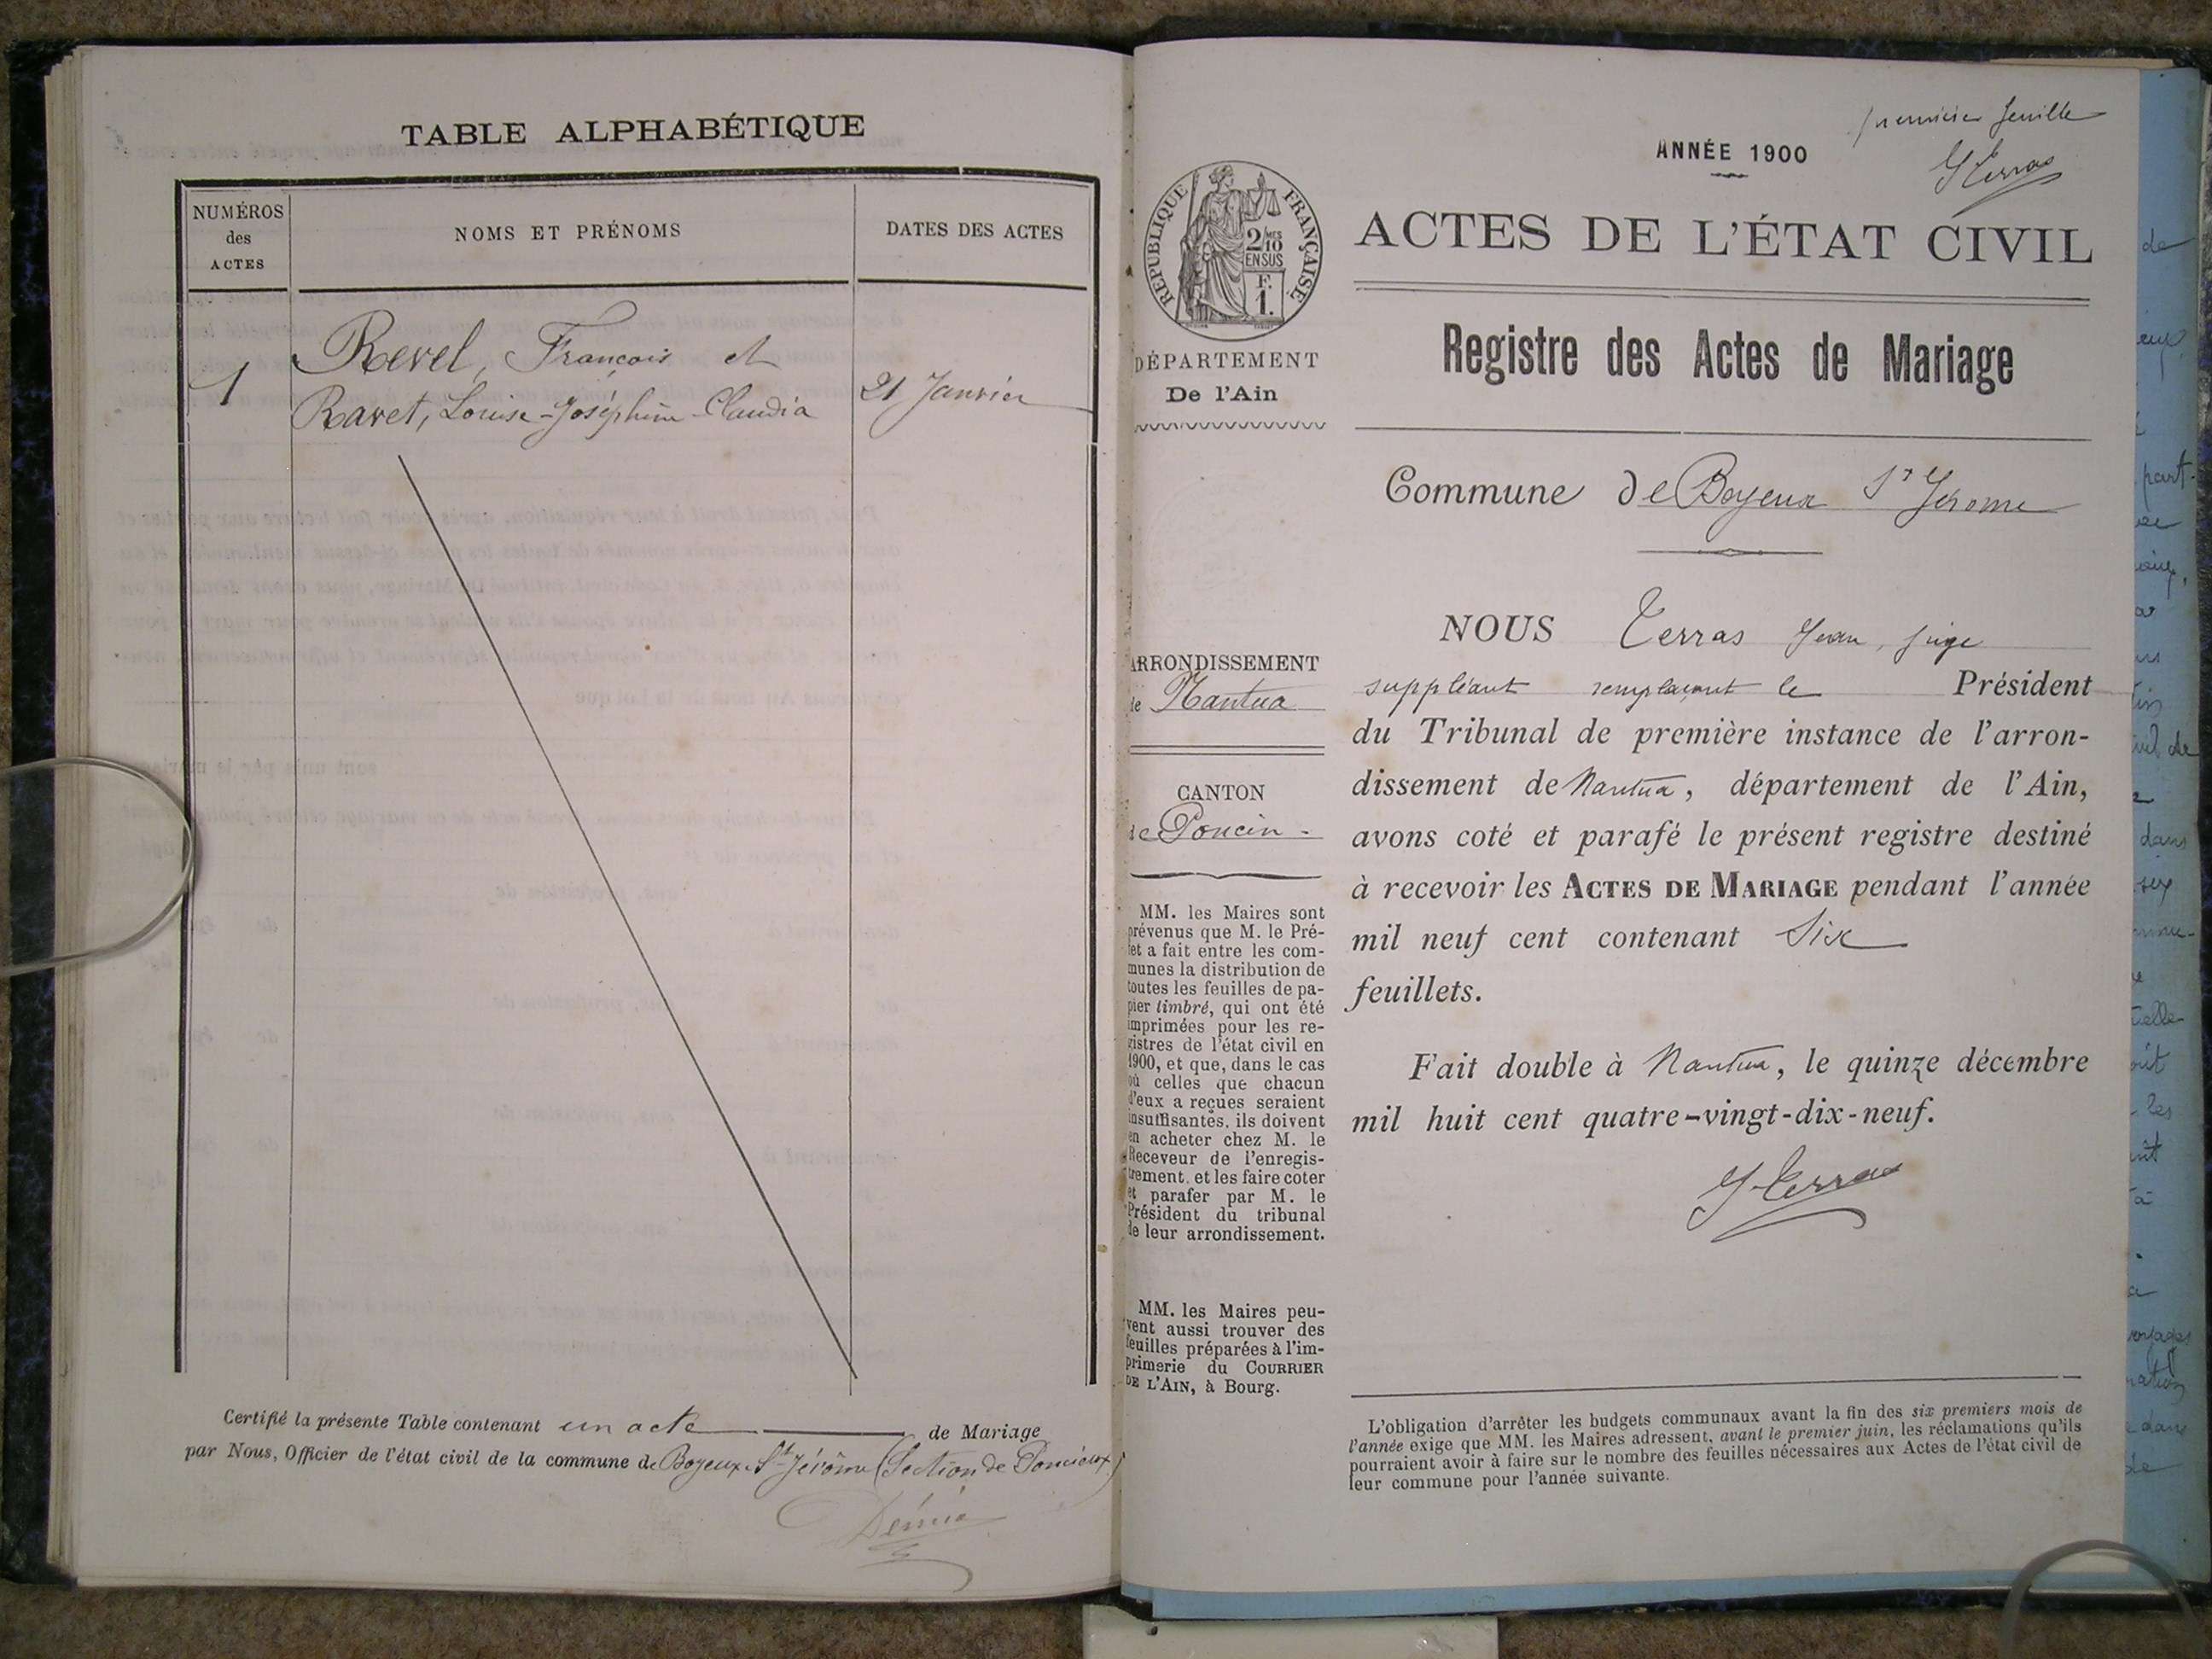 TABLE ALPHABÉTIQUE
NUMÉROS
des
ACTES
NOMS ET PRÉNOMS
DATES DES ACTES
1
Revel, François et
Ravet, Louise-Joséphine-Claudia
21 Janvier
Certifié la présente Table contenant un acte de Mariage
par Nous, Officier de l'état civil de la commune de Boyeux-St-Jérôme (Section de Poncieux)
première feuille
ANNÉE 1900
J Terras
RÉPUBLIQUE FRANÇAISE
2/10 MES
EN SUS
F.
1.
ACTES DE L'ÉTAT CIVIL
Registre des Actes de Mariage
DÉPARTEMENT
De l'Ain
Commune de Boyeux St Jérome
ARRONDISSEMENT
de Nantua
CANTON
de Poncin
MM. les Maires sont
prévenus que M. le Pré-
fet a fait entre les com-
munes la distribution de
toutes les feuilles de pa-
pier timbré, qui ont été
imprimées pour les re-
gistres de l'état civil en
1900, et que, dans le cas
où celles que chacun
d'eux a reçues seraient
insuffisantes, ils doivent
en acheter chez M. le
Receveur de l'enregis-
trement. et les faire coter
et parafer par M. le
Président du tribunal
de leur arrondissement.
MM. les Maires peu-
vent aussi trouver des
feuilles préparées à l'im-
primerie du COURRIER
DE L'AIN, à Bourg.
NOUS Terras Jean, juge
suppléant remplaçant le Président
du Tribunal de première instance de l'arron-
dissement de Nantua, département de l'Ain,
avons coté et parafé le présent registre destiné
à recevoir les ACTES DE MARIAGE pendant l'année
mil neuf cent contenant Six
feuillets.
Fait double à Nantua, le quinze décembre
mil huit cent quatre-vingt-dix-neuf.
J Terras
L'obligation d'arrêter les budgets communaux avant la fin des six premiers mois de
l'année exige que MM. les Maires adressent, avant le premier juin, les réclamations qu'ils
pourraient avoir à faire sur le nombre des feuilles nécessaires aux Actes de l'état civil de
leur commune pour l'année suivante.